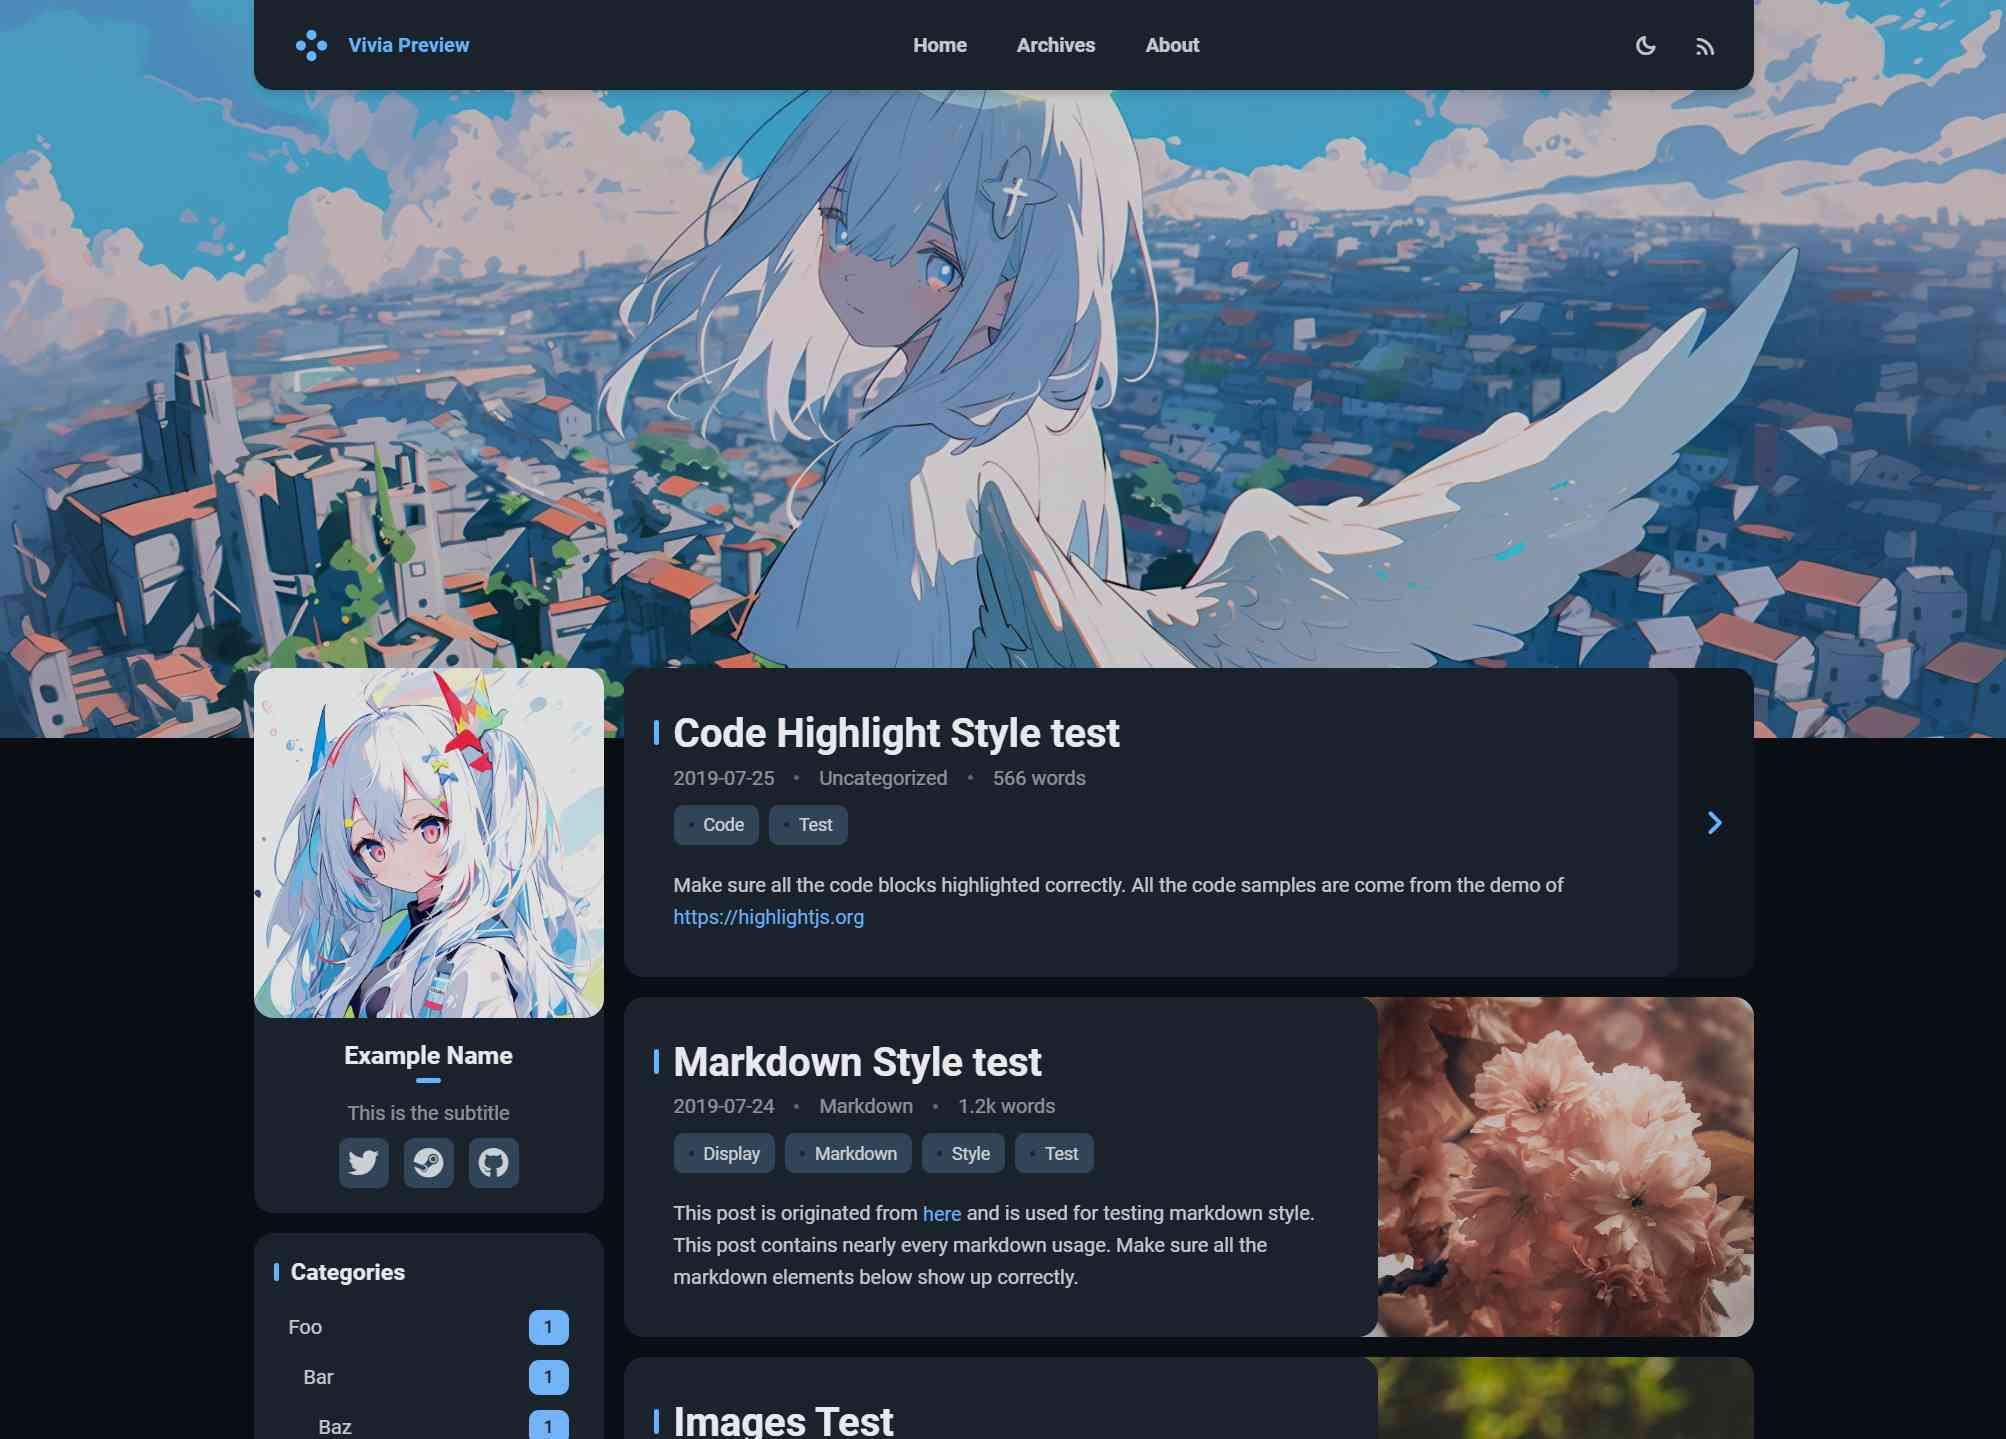 Vivia Preview
Home
Archives
About
Code Highlight Style test
2019-07-25 • Uncategorized • 566 words
Code
Test
Make sure all the code blocks highlighted correctly. All the code samples are come from the demo of
https://highlightjs.org
Example Name
This is the subtitle
Markdown Style test
2019-07-24 • Markdown • 1.2k words
Display
Markdown
Style
Test
This post is originated from here and is used for testing markdown style.
This post contains nearly every markdown usage. Make sure all the
markdown elements below show up correctly.
Categories
Foo 1
Bar 1
Baz 1
Images Test